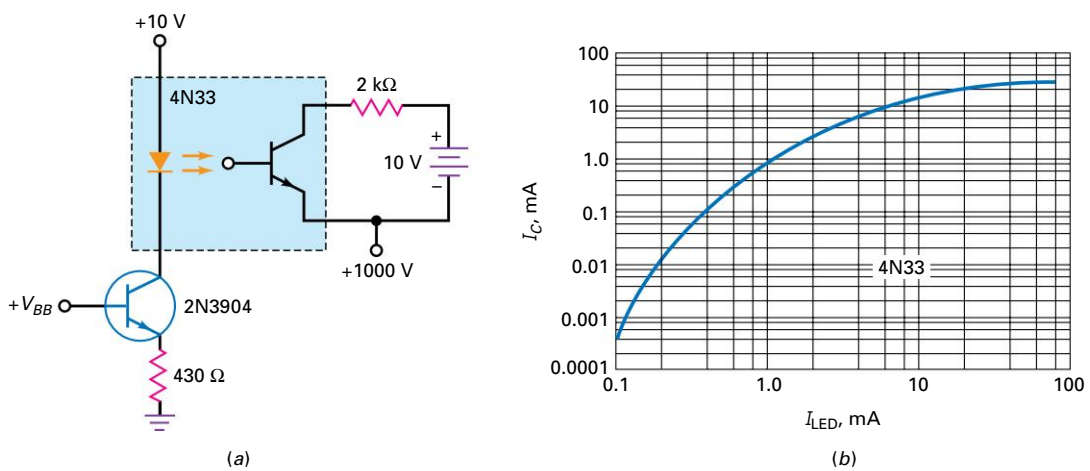 +10 V
4N33
2 kΩ
+
10 V
−
+1000 V
+V_BB
2N3904
430 Ω
(a)
100
10
1.0
0.1
0.01
0.001
0.0001
I_C, mA
4N33
0.1
1.0
10
100
I_LED, mA
(b)